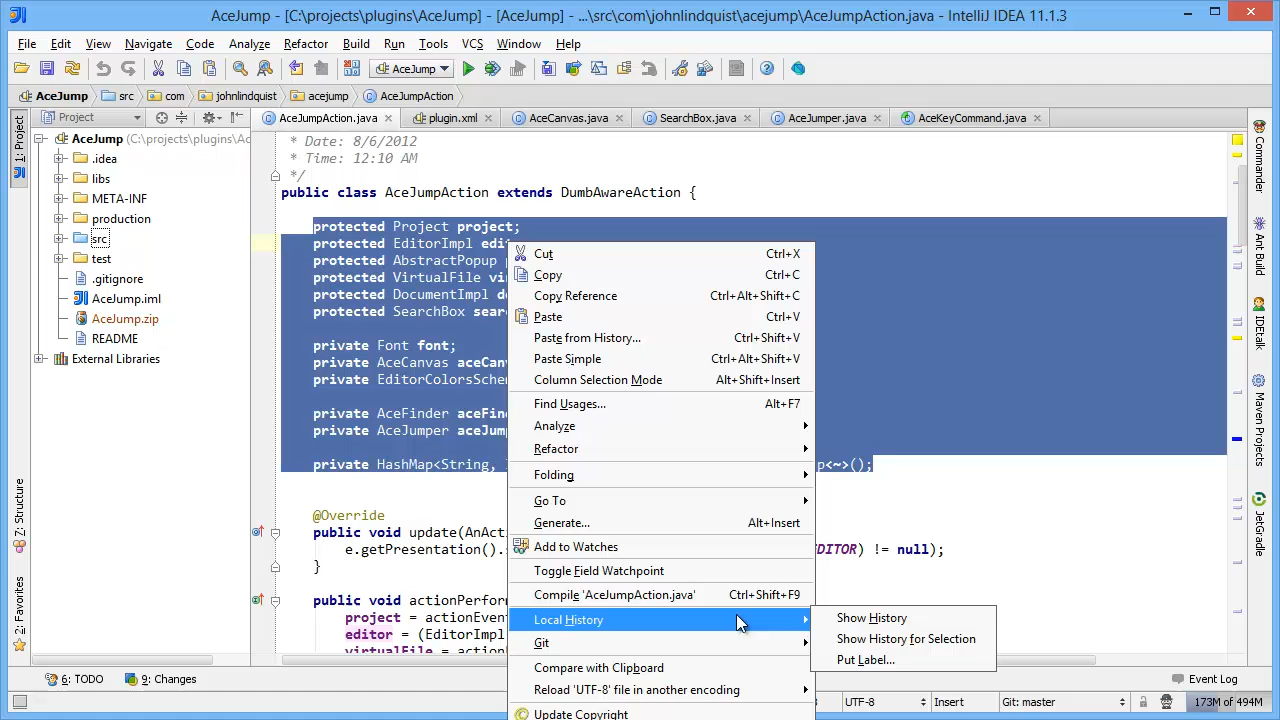 AceJump - [C:\projects\plugins\AceJump] - [AceJump] - ...\src\com\johnlindquist\acejump\AceJumpAction.java - IntelliJ IDEA 11.1.3
File Edit View Navigate Code Analyze Refactor Build Run Tools VCS Window Help
AceJump
AceJump src com johnlindquist acejump AceJumpAction
Project
AceJumpAction.java plugin.xml AceCanvas.java SearchBox.java AceJumper.java AceKeyCommand.java
1: Project
Z: Structure
2: Favorites
AceJump (C:\projects\plugins\Ac
.idea
libs
META-INF
production
src
test
.gitignore
AceJump.iml
AceJump.zip
README
External Libraries
* Date: 8/6/2012
* Time: 12:10 AM
*/
public class AceJumpAction extends DumbAwareAction {
protected Project project;
protected EditorImpl edi
protected AbstractPopup
protected VirtualFile vi
protected DocumentImpl d
protected SearchBox sear
private Font font;
private AceCanvas aceCan
private EditorColorsSche
private AceFinder aceFin
private AceJumper aceJum
private HashMap<String, p<~>();
@Override
public void update(AnAc
e.getPresentation(). EDITOR) != null);
}
public void actionPerfor
project = actionEven
editor = (EditorImpl
virtualFile = action
Cut Ctrl+X
Copy Ctrl+C
Copy Reference Ctrl+Alt+Shift+C
Paste Ctrl+V
Paste from History... Ctrl+Shift+V
Paste Simple Ctrl+Alt+Shift+V
Column Selection Mode Alt+Shift+Insert
Find Usages... Alt+F7
Analyze
Refactor
Folding
Go To
Generate... Alt+Insert
Add to Watches
Toggle Field Watchpoint
Compile 'AceJumpAction.java' Ctrl+Shift+F9
Local History
Git
Compare with Clipboard
Reload 'UTF-8' file in another encoding
Update Copyright
Show History
Show History for Selection
Put Label...
Commander
Ant Build
IDEtalk
Maven Projects
JetGradle
6: TODO 9: Changes Event Log
UTF-8 Insert Git: master 173M of 494M